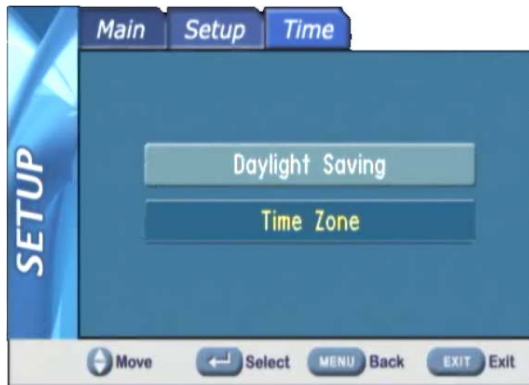 Main Setup Time
SETUP
Daylight Saving
Time Zone
Move Select MENU Back EXIT Exit